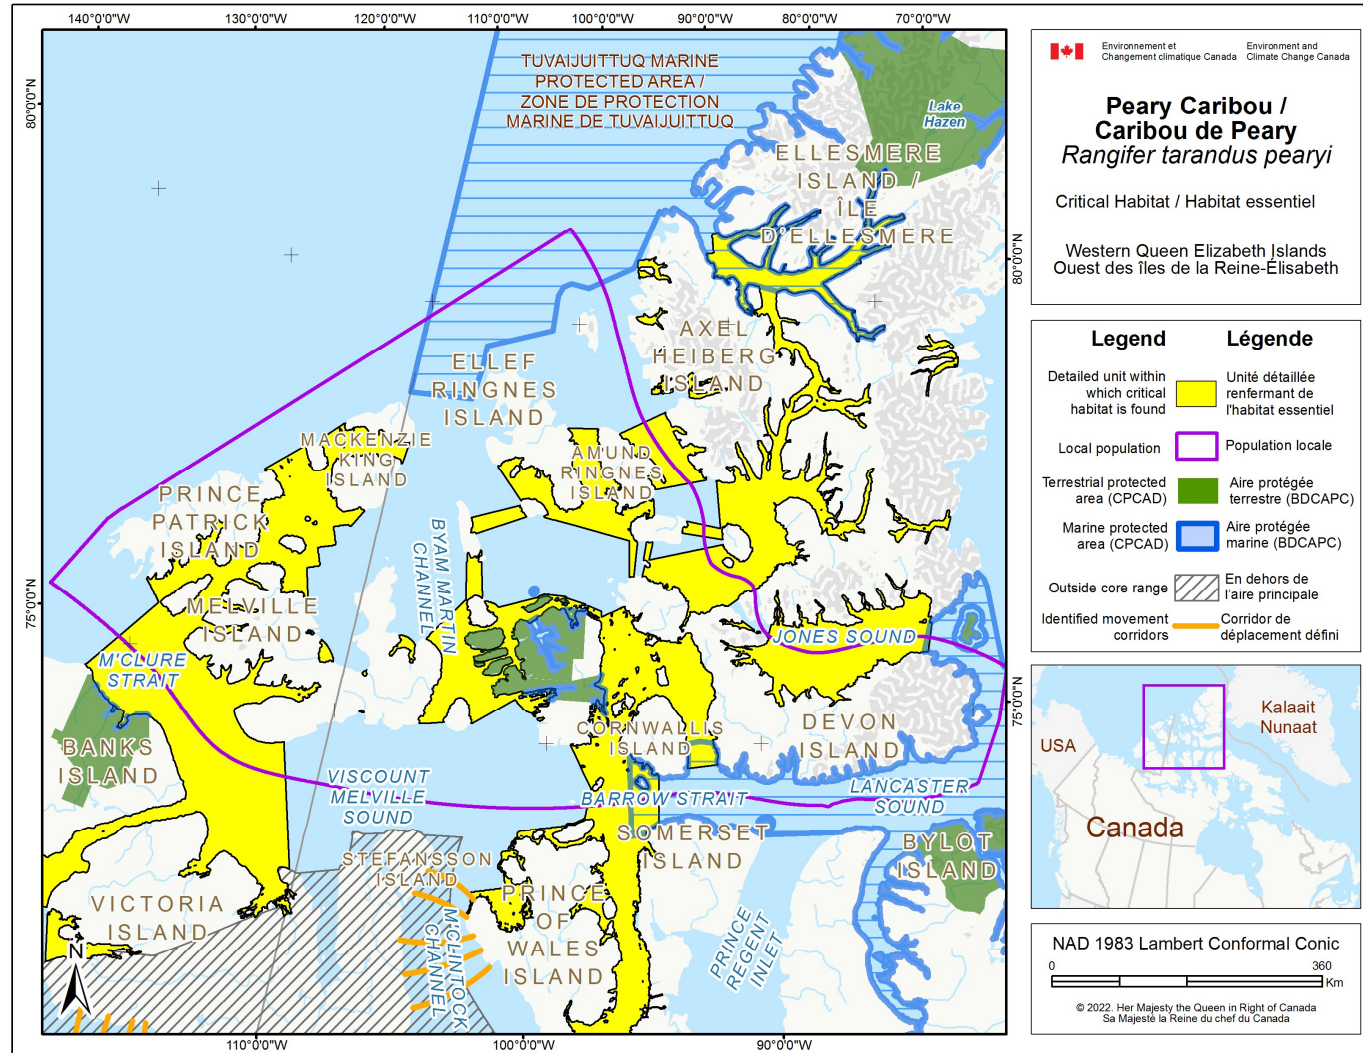 140°0'0"W
130°0'0"W
120°0'0"W
110°0'0"W
100°0'0"W
90°0'0"W
80°0'0"W
70°0'0"W
80°0'0"N
75°0'0"N
80°0'0"N
75°0'0"N
110°0'0"W
100°0'0"W
90°0'0"W
TUVAIJUITTUQ MARINE
PROTECTED AREA /
ZONE DE PROTECTION
MARINE DE TUVAIJUITTUQ
Lake
Hazen
ELLESMERE
ISLAND /
ÎLE
D'ELLESMERE
AXEL
HEIBERG
ISLAND
ELLEF
RINGNES
ISLAND
MACKENZIE
KING
ISLAND
AMUND
RINGNES
ISLAND
PRINCE
PATRICK
ISLAND
BYAM MARTIN
CHANNEL
MELVILLE
ISLAND
M'CLURE
STRAIT
JONES SOUND
BANKS
ISLAND
CORNWALLIS
ISLAND
DEVON
ISLAND
VISCOUNT
MELVILLE
SOUND
BARROW STRAIT
LANCASTER
SOUND
SOMERSET
ISLAND
BYLOT
ISLAND
STEFANSSON
ISLAND
PRINCE
OF
WALES
ISLAND
VICTORIA
ISLAND
M'CLINTOCK
CHANNEL
PRINCE
REGENT
INLET
N
Environnement et
Changement climatique Canada
Environment and
Climate Change Canada
Peary Caribou /
Caribou de Peary
Rangifer tarandus pearyi
Critical Habitat / Habitat essentiel
Western Queen Elizabeth Islands
Ouest des îles de la Reine-Élisabeth
Legend
Légende
Detailed unit within
which critical
habitat is found
Unité détaillée
renfermant de
l'habitat essentiel
Local population
Population locale
Terrestrial protected
area (CPCAD)
Aire protégée
terrestre (BDCAPC)
Marine protected
area (CPCAD)
Aire protégée
marine (BDCAPC)
Outside core range
En dehors de
l'aire principale
Identified movement
corridors
Corridor de
déplacement défini
USA
Kalaait
Nunaat
Canada
NAD 1983 Lambert Conformal Conic
0
360
Km
© 2022. Her Majesty the Queen in Right of Canada
Sa Majesté la Reine du chef du Canada